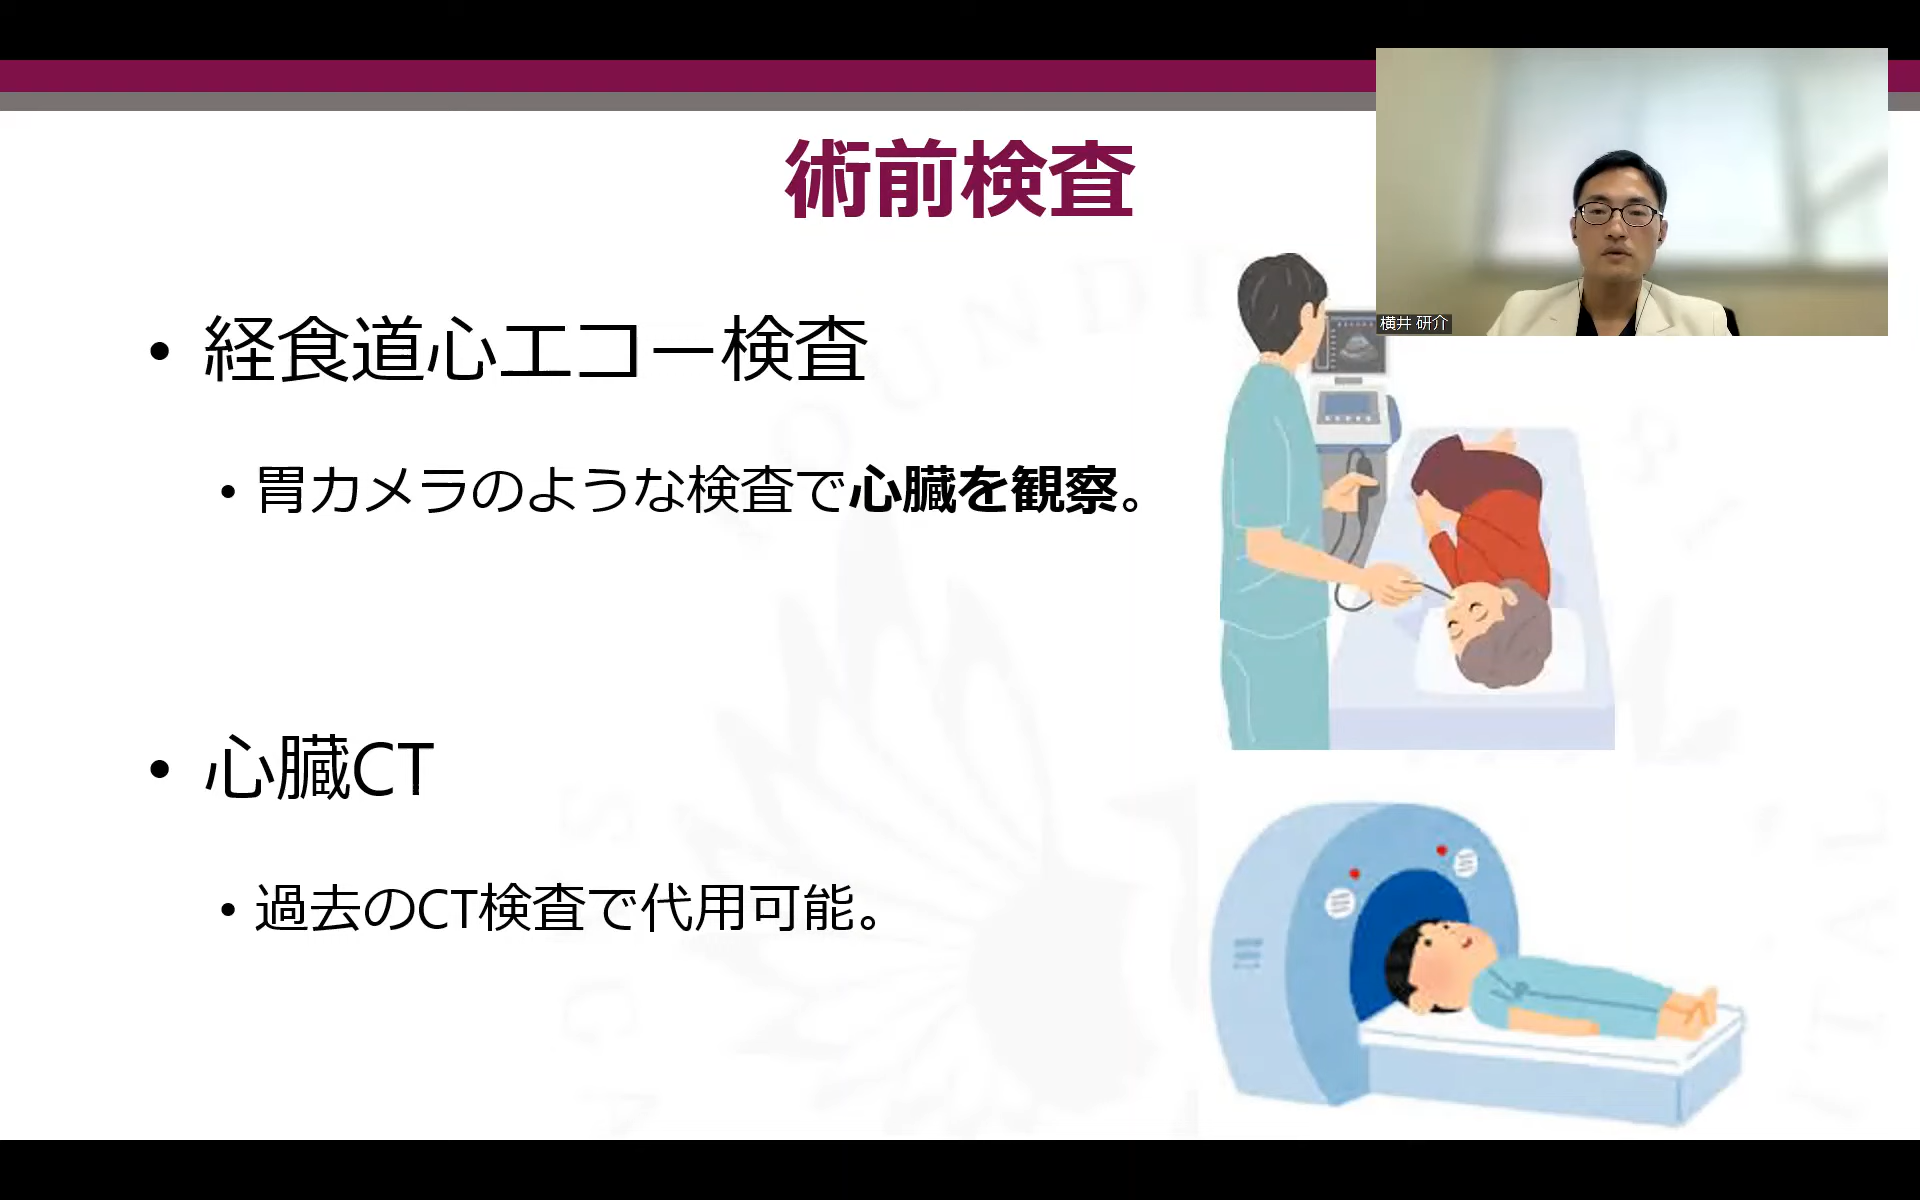 術前検査
横井 研介
• 経食道心エコー検査
• 胃カメラのような検査で心臓を観察。
• 心臓CT
• 過去のCT検査で代用可能。